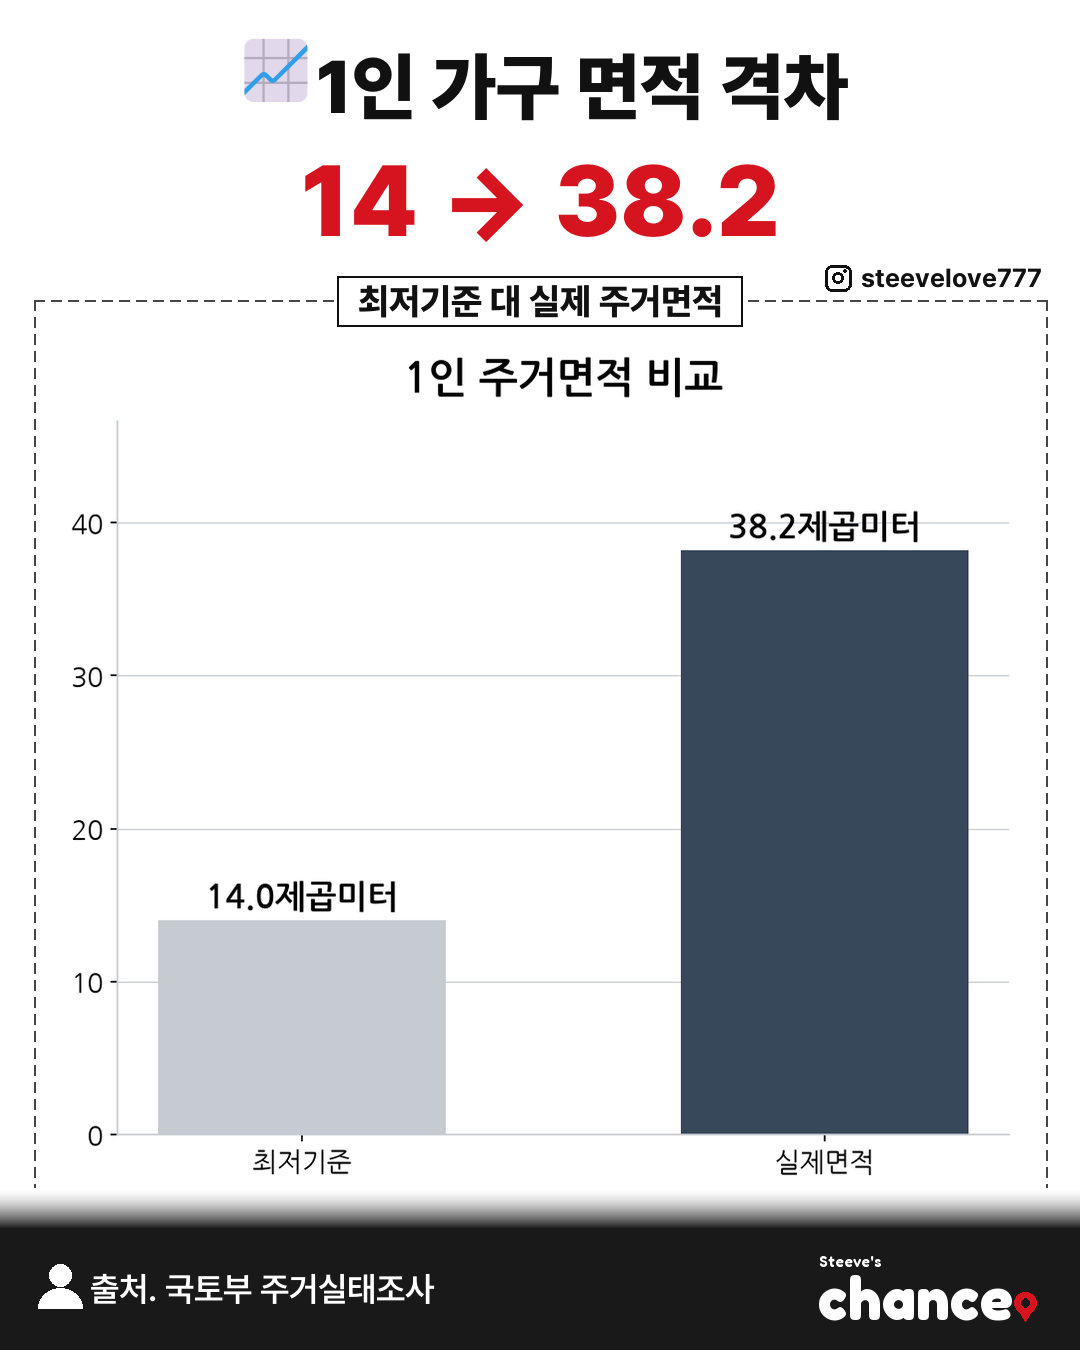 1인 가구 면적 격차
14 → 38.2
steevelove777
최저기준 대 실제 주거면적
1인 주거면적 비교
40
30
20
10
0
38.2제곱미터
14.0제곱미터
최저기준
실제면적
출처. 국토부 주거실태조사
Steeve's
chance